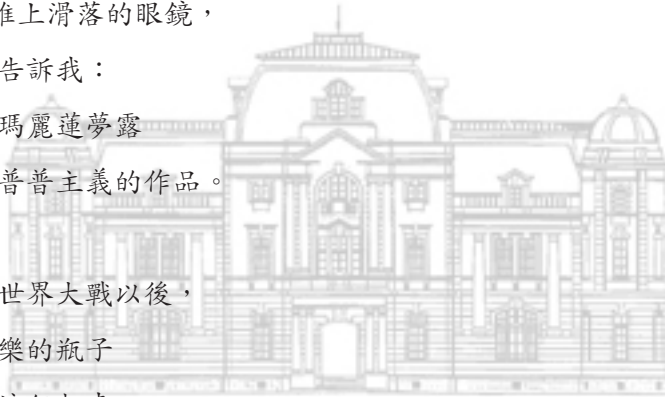 上滑落的眼鏡，
告訴我：
瑪麗蓮夢露
普普主義的作品。
世界大戰以後，
樂的瓶子